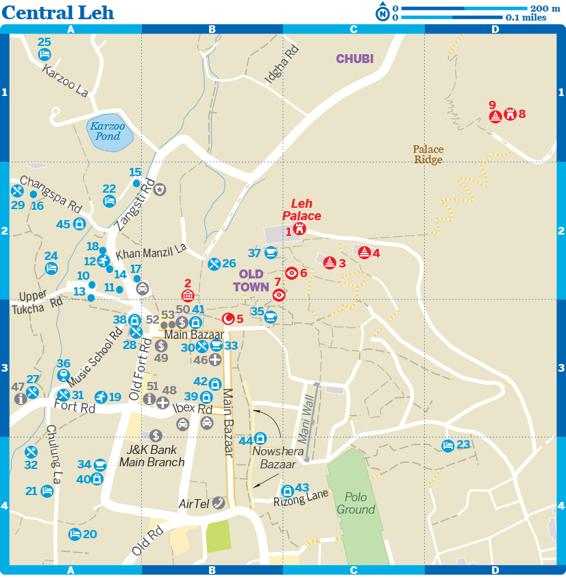 Central Leh
N
0 200 m
0 0.1 miles
A B C D
25
Karzoo La
Idgha Rd
CHUBI
1 1
9 8
Karzoo
Pond
Palace
Ridge
15
Changspa Rd
22
Zangsti Rd
29 16
Leh
Palace
1
45
2 2
18
Khan Manzil La
37
4
24
12
26
3
OLD
TOWN
6
10
14
17
11
13
2
7
Upper
Tukcha Rd
38
52
53
50
41
5
35
28
Main Bazaar
Music School Rd
Old Fort Rd
49
30
33
46
3 3
36
47
27
31
19
51
48
42
39
Fort Rd
Ibex Rd
Main Bazaar
Mani Wall
Chulung La
J&K Bank
Main Branch
44
Nowshera
Bazaar
23
32
34
40
21
43
Rizong Lane
Polo
Ground
AirTel
4 4
20
Old Rd
A B C D